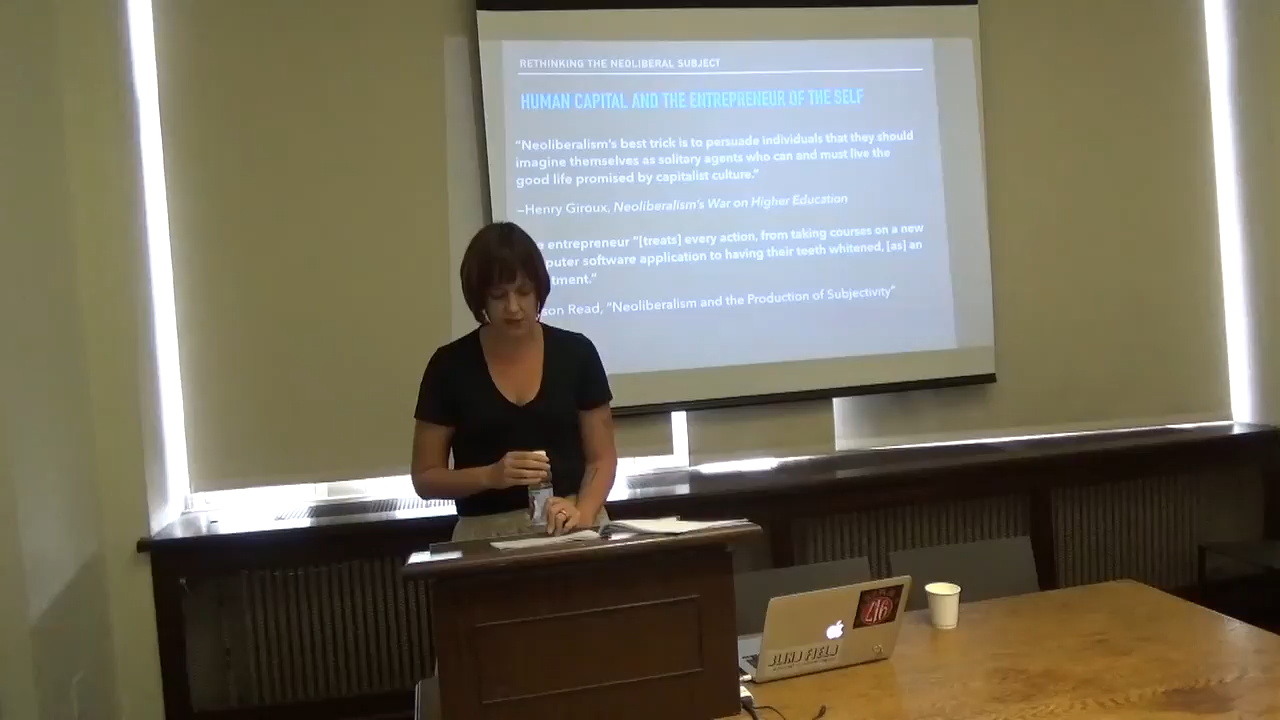 RETHINKING THE NEOLIBERAL SUBJECT
HUMAN CAPITAL AND THE ENTREPRENEUR OF THE SELF
"Neoliberalism's best trick is to persuade individuals that they should
imagine themselves as solitary agents who can and must live the
good life promised by capitalist culture."
—Henry Giroux, Neoliberalism's War on Higher Education
e entrepreneur "[treats] every action, from taking courses on a new
puter software application to having their teeth whitened, [as] an
tment."
son Read, "Neoliberalism and the Production of Subjectivity"
BLIND FIELD